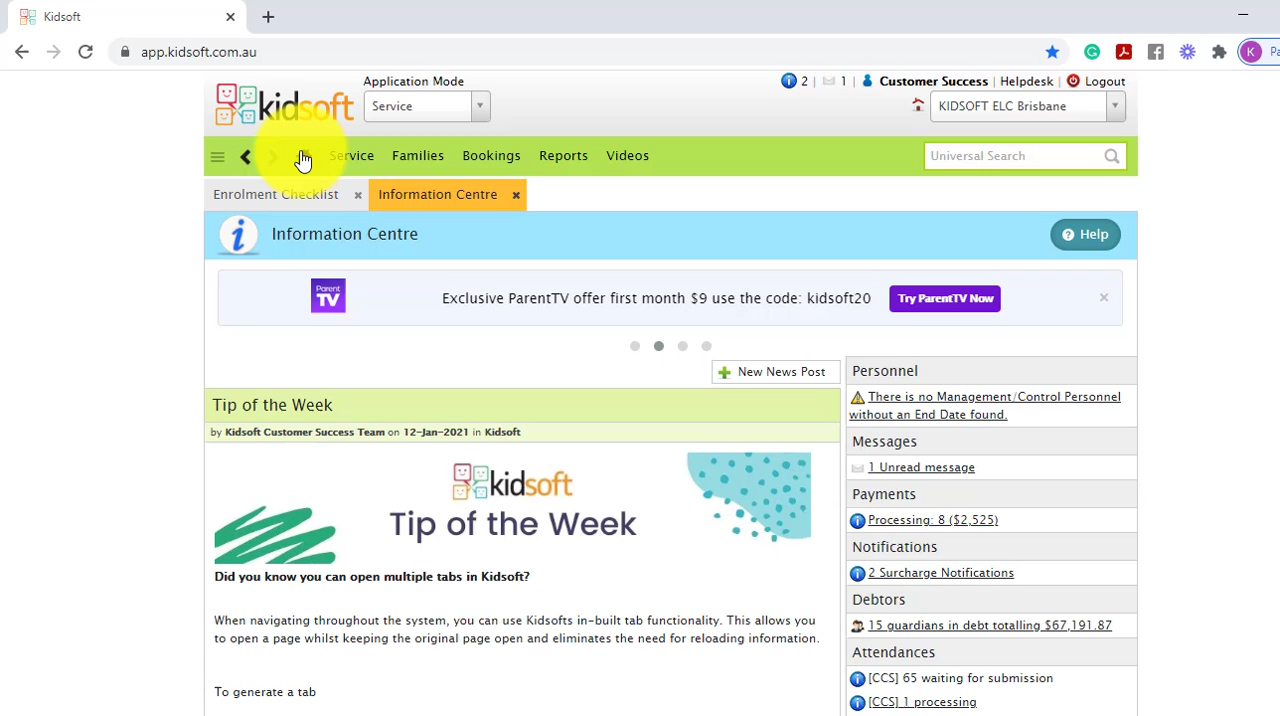 Kidsoft
app.kidsoft.com.au
K
Pa
kidsoft
Application Mode
Service
2 | 1 | Customer Success | Helpdesk | Logout
KIDSOFT ELC Brisbane
Service Families Bookings Reports Videos
Universal Search
Enrolment Checklist
Information Centre
Information Centre
Help
Parent TV
Exclusive ParentTV offer first month $9 use the code: kidsoft20
Try ParentTV Now
New News Post
Tip of the Week
by Kidsoft Customer Success Team on 12-Jan-2021 in Kidsoft
kidsoft
Tip of the Week
Did you know you can open multiple tabs in Kidsoft?
When navigating throughout the system, you can use Kidsofts in-built tab functionality. This allows you
to open a page whilst keeping the original page open and eliminates the need for reloading information.
To generate a tab
Personnel
There is no Management/Control Personnel
without an End Date found.
Messages
1 Unread message
Payments
Processing: 8 ($2,525)
Notifications
2 Surcharge Notifications
Debtors
15 guardians in debt totalling $67,191.87
Attendances
[CCS] 65 waiting for submission
[CCS] 1 processing